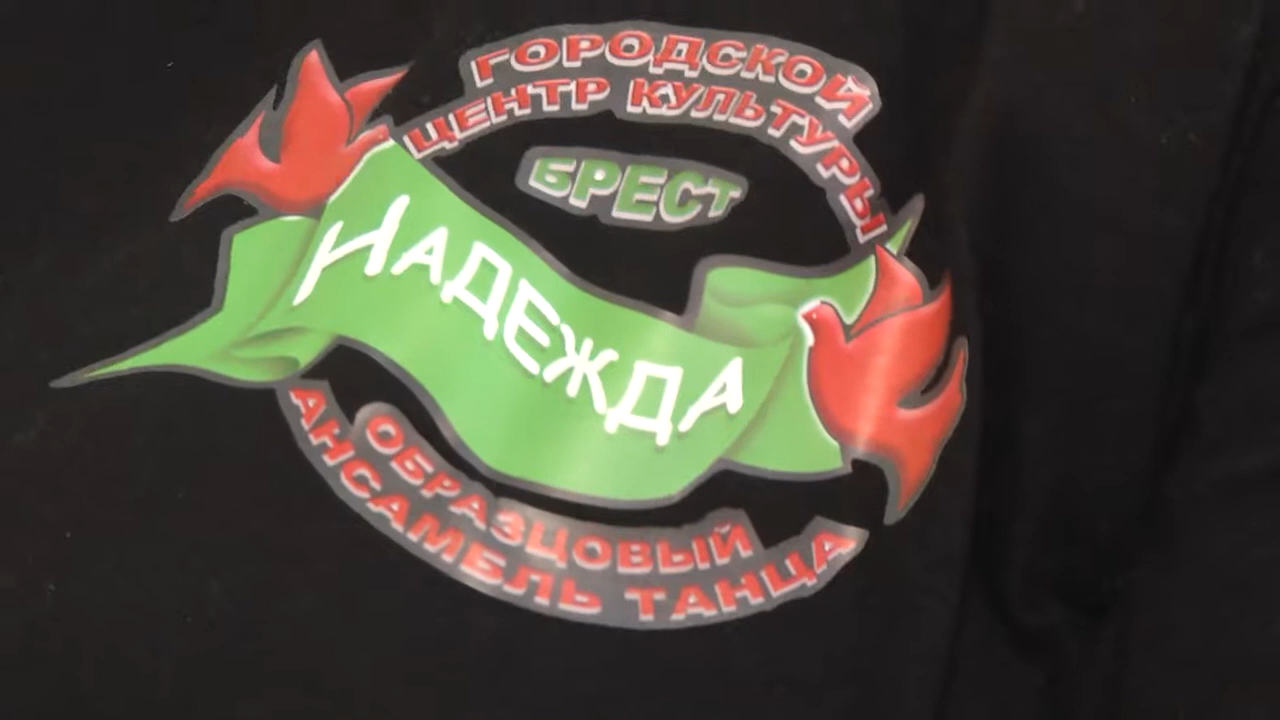 ГОРОДСКОЙ
ЦЕНТР КУЛЬТУРЫ
БРЕСТ
НАДЕЖДА
ОБРАЗЦОВЫЙ
АНСАМБЛЬ ТАНЦА